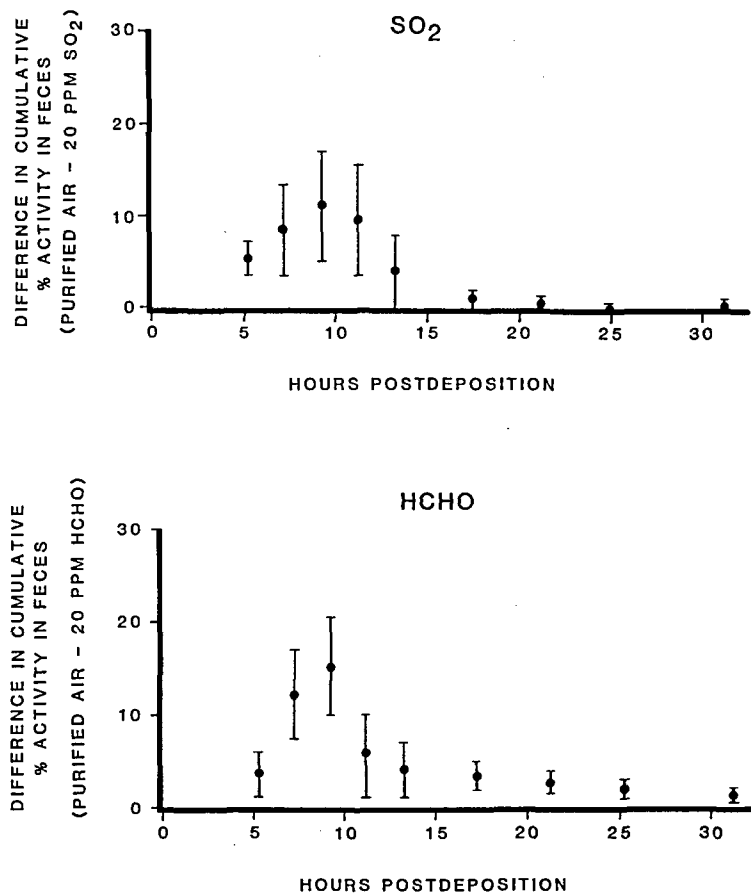 SO2
DIFFERENCE IN CUMULATIVE
% ACTIVITY IN FECES
(PURIFIED AIR – 20 PPM SO2)
30
20
10
0
0 5 10 15 20 25 30
HOURS POSTDEPOSITION
HCHO
DIFFERENCE IN CUMULATIVE
% ACTIVITY IN FECES
(PURIFIED AIR – 20 PPM HCHO)
30
20
10
0
0 5 10 15 20 25 30
HOURS POSTDEPOSITION